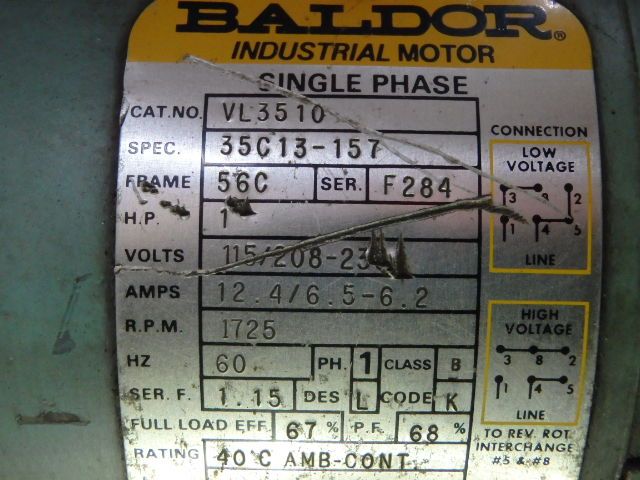 BALDOR®
INDUSTRIAL MOTOR
SINGLE PHASE
CAT.NO. VL3510
SPEC. 35C13-157
FRAME 56C SER. F284
H.P. 1
VOLTS 115/208-23
AMPS 12.4/6.5-6.2
R.P.M. 1725
HZ 60 PH. 1 CLASS B
SER. F. 1.15 DES L CODE K
FULL LOAD EFF. 67% P.F. 68%
RATING 40°C AMB-CONT
CONNECTION
LOW
VOLTAGE
3 2
1 4 5
LINE
HIGH
VOLTAGE
3 8 2
1 4 5
LINE
TO REV. ROT.
INTERCHANGE
#5 & #8